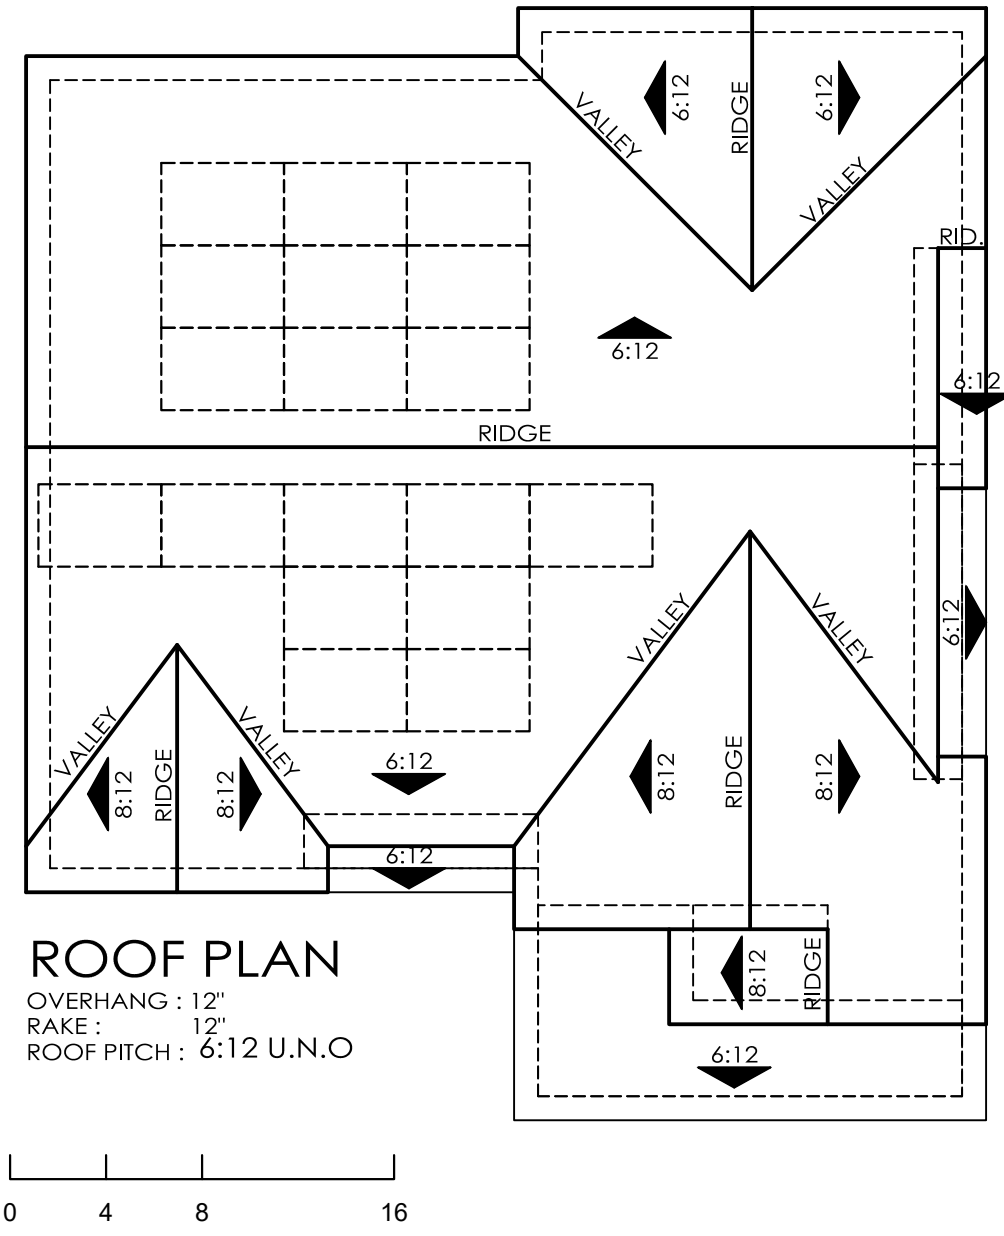 6:12
6:12
RIDGE
VALLEY
VALLEY
RID.
6:12
6:12
RIDGE
6:12
VALLEY
VALLEY
VALLEY
VALLEY
6:12
8:12
RIDGE
8:12
8:12
RIDGE
8:12
6:12
8:12
RIDGE
6:12
ROOF PLAN
OVERHANG : 12"
RAKE : 12"
ROOF PITCH : 6:12 U.N.O
0 4 8 16